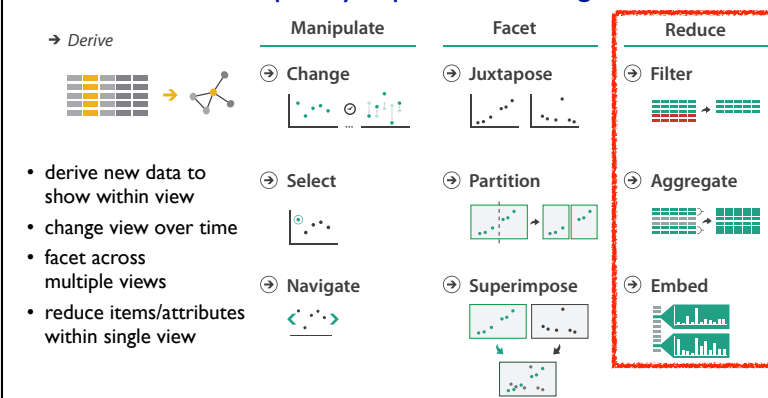 → Derive
• derive new data to
show within view
• change view over time
• facet across
multiple views
• reduce items/attributes
within single view
Manipulate
Change
...
Select
Navigate
Facet
Juxtapose
Partition
Superimpose
Reduce
Filter
Aggregate
Embed